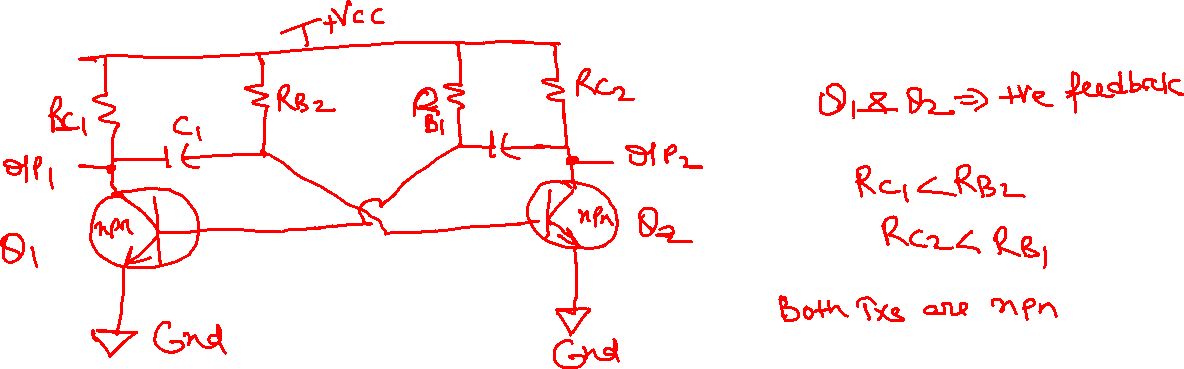 +Vcc
RC1
C1
RB2
RB1
RC2
O/P1
O/P2
npn
npn
Q1
Q2
Gnd
Gnd
Q1 & Q2 ⇒ +ve feedback
RC1 < RB2
RC2 < RB1
Both Txs are npn